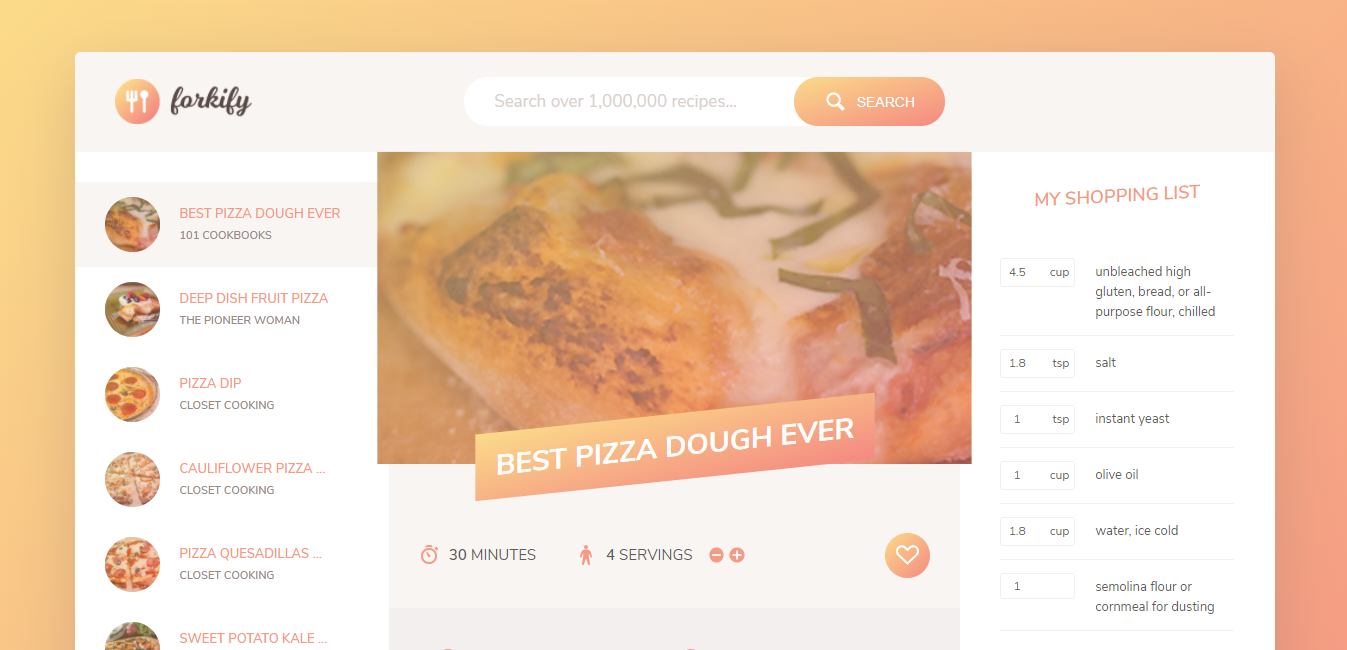 forkify
Search over 1,000,000 recipes...
SEARCH
BEST PIZZA DOUGH EVER
101 COOKBOOKS
DEEP DISH FRUIT PIZZA
THE PIONEER WOMAN
PIZZA DIP
CLOSET COOKING
CAULIFLOWER PIZZA ...
CLOSET COOKING
PIZZA QUESADILLAS ...
CLOSET COOKING
SWEET POTATO KALE ...
BEST PIZZA DOUGH EVER
30 MINUTES
4 SERVINGS
MY SHOPPING LIST
4.5 cup unbleached high
gluten, bread, or all-
purpose flour, chilled
1.8 tsp salt
1 tsp instant yeast
1 cup olive oil
1.8 cup water, ice cold
1 semolina flour or
cornmeal for dusting